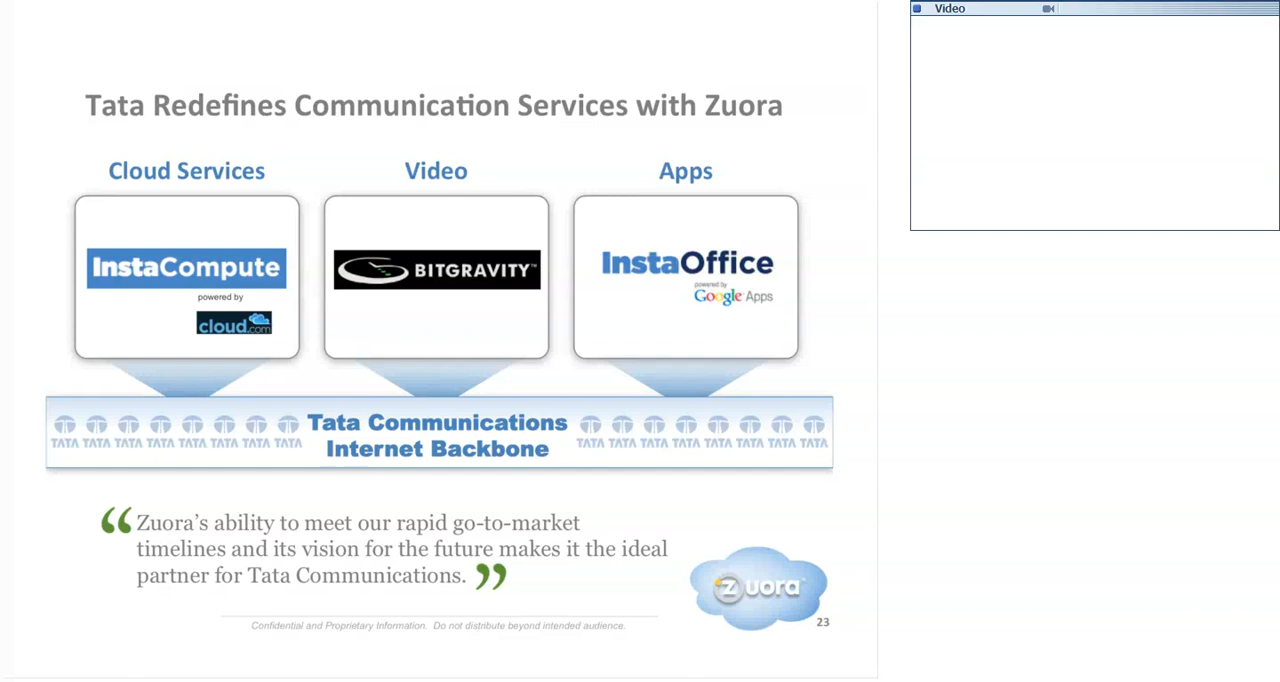 Video
Tata Redefines Communication Services with Zuora
Cloud Services
Video
Apps
InstaCompute
powered by
cloud.com
BITGRAVITY™
InstaOffice
powered by
Google Apps
Tata Communications
Internet Backbone
TATA TATA TATA TATA TATA TATA TATA TATA
TATA TATA TATA TATA TATA TATA TATA TATA
“Zuora’s ability to meet our rapid go-to-market
timelines and its vision for the future makes it the ideal
partner for Tata Communications.”
zuora
Confidential and Proprietary Information. Do not distribute beyond intended audience.
23